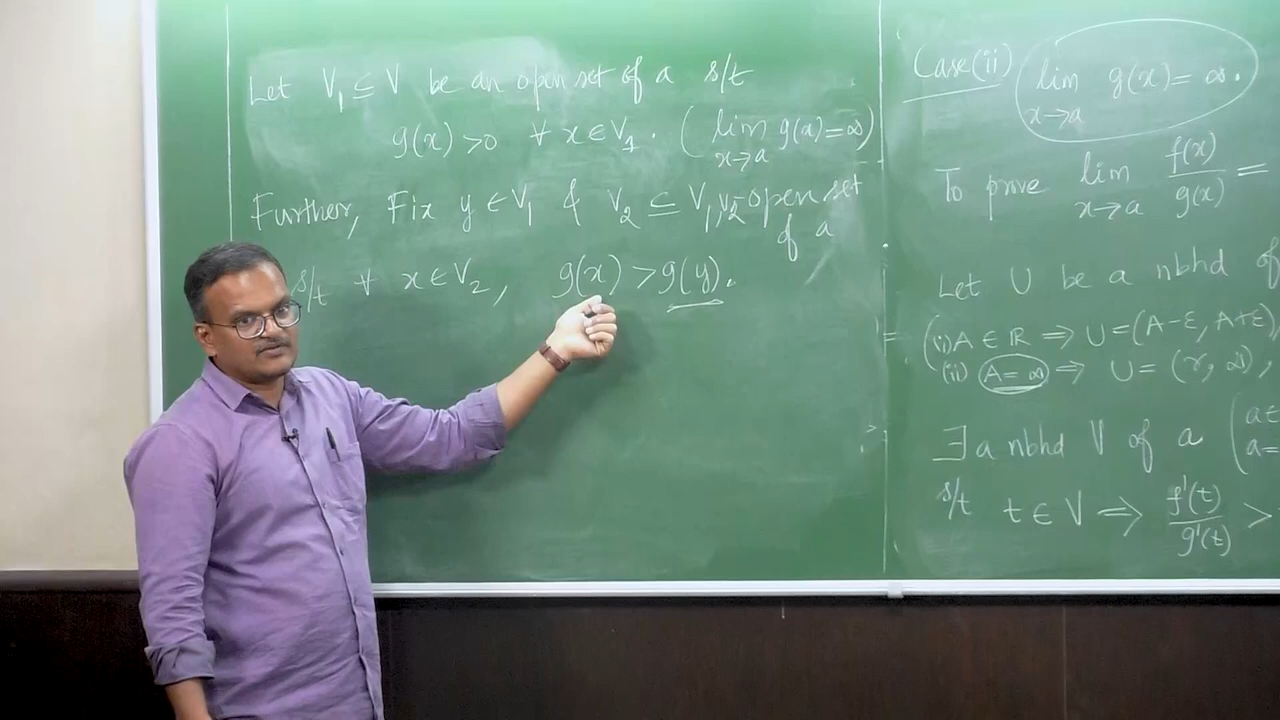 Let V₁ ⊆ V be an open set of a s/t
g(x) > 0 ∀ x ∈ V₁. (lim x→a g(x) = ∞)
Further, Fix y ∈ V₁ & V₂ ⊆ V₁, V₂-open set
of a
s/t ∀ x ∈ V₂, g(x) > g(y).
Case(ii) lim x→a g(x) = ∞.
To prove lim x→a f(x)/g(x) =
Let U be a nbhd of
(i) A ∈ ℝ ⇒ U = (A-ε, A+ε)
(ii) A = ∞ ⇒ U = (r, ∞),
∃ a nbhd V of a
s/t t ∈ V ⇒ f'(t)/g'(t) >